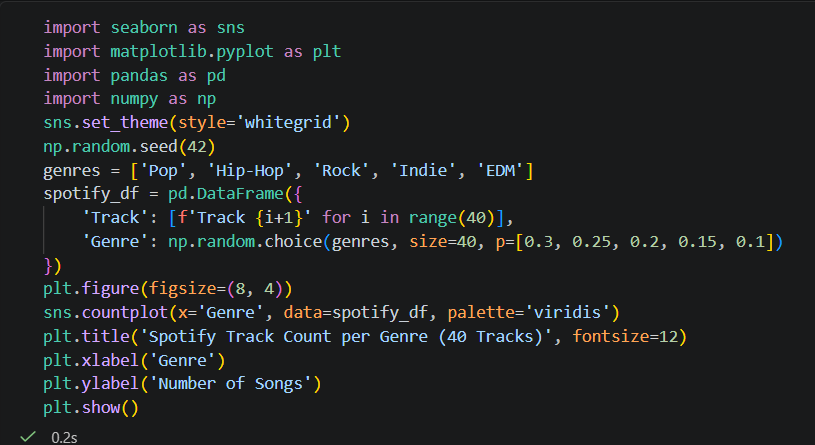 import seaborn as sns
import matplotlib.pyplot as plt
import pandas as pd
import numpy as np
sns.set_theme(style='whitegrid')
np.random.seed(42)
genres = ['Pop', 'Hip-Hop', 'Rock', 'Indie', 'EDM']
spotify_df = pd.DataFrame({
    'Track': [f'Track {i+1}' for i in range(40)],
    'Genre': np.random.choice(genres, size=40, p=[0.3, 0.25, 0.2, 0.15, 0.1])
})
plt.figure(figsize=(8, 4))
sns.countplot(x='Genre', data=spotify_df, palette='viridis')
plt.title('Spotify Track Count per Genre (40 Tracks)', fontsize=12)
plt.xlabel('Genre')
plt.ylabel('Number of Songs')
plt.show()
0.2s